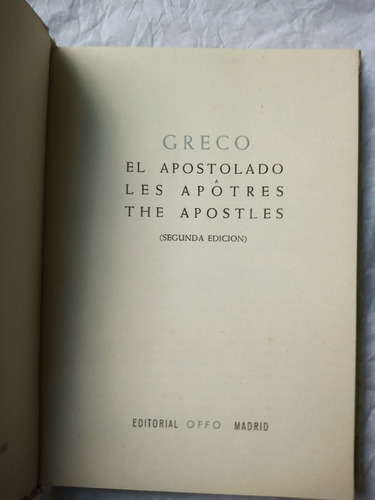 GRECO
EL APOSTOLADO
LES APÔTRES
THE APOSTLES
(SEGUNDA EDICION)
EDITORIAL OFFO MADRID